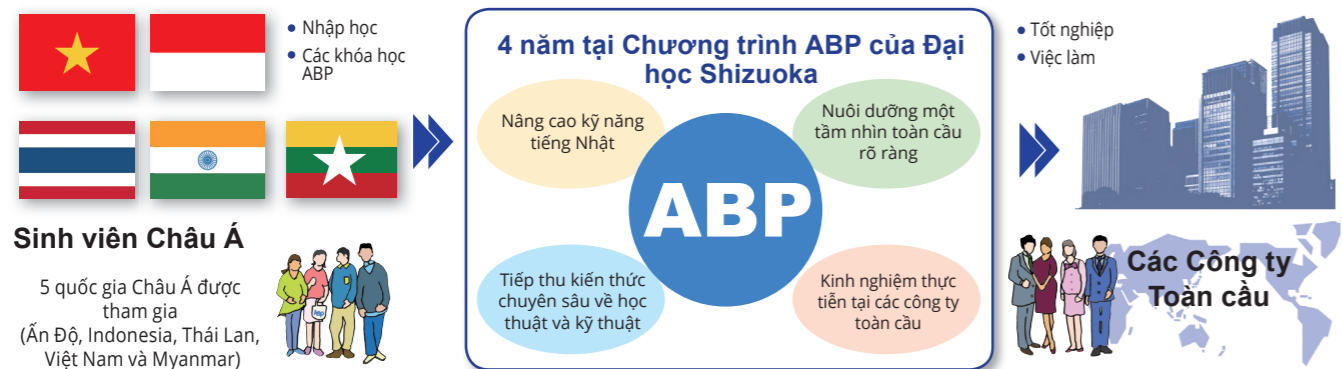 • Nhập học
• Các khóa học
ABP
Sinh viên Châu Á
5 quốc gia Châu Á được
tham gia
(Ấn Độ, Indonesia, Thái Lan,
Việt Nam và Myanmar)
4 năm tại Chương trình ABP của Đại
học Shizuoka
Nâng cao kỹ năng
tiếng Nhật
Nuôi dưỡng một
tầm nhìn toàn cầu
rõ ràng
ABP
Tiếp thu kiến thức
chuyên sâu về học
thuật và kỹ thuật
Kinh nghiệm thực
tiễn tại các công ty
toàn cầu
• Tốt nghiệp
• Việc làm
Các Công ty
Toàn cầu